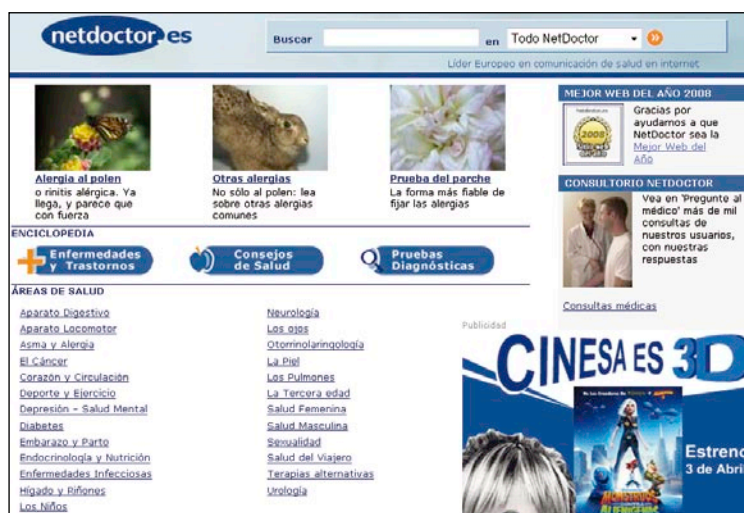 netdoctor.es
Buscar
en Todo NetDoctor
Líder Europeo en comunicación de salud en internet
Alergia al polen
o rinitis alérgica. Ya
llega, y parece que
con fuerza
Otras alergias
No sólo al polen: lea
sobre otras alergias
comunes
Prueba del parche
La forma más fiable de
fijar las alergias
MEJOR WEB DEL AÑO 2008
2008
Gracias por
ayudarnos a que
NetDoctor sea la
Mejor Web del
Año
CONSULTORIO NETDOCTOR
Vea en 'Pregunte al
médico' más de mil
consultas de
nuestros usuarios,
con nuestras
respuestas
Consultas médicas
ENCICLOPEDIA
Enfermedades
y Trastornos
Consejos
de Salud
Pruebas
Diagnósticas
ÁREAS DE SALUD
Aparato Digestivo
Aparato Locomotor
Asma y Alergia
El Cáncer
Corazón y Circulación
Deporte y Ejercicio
Depresión - Salud Mental
Diabetes
Embarazo y Parto
Endocrinología y Nutrición
Enfermedades Infecciosas
Hígado y Riñones
Los Niños
Neurología
Los ojos
Otorrinolaringología
La Piel
Los Pulmones
La Tercera edad
Salud Femenina
Salud Masculina
Sexualidad
Salud del Viajero
Terapias alternativas
Urología
Publicidad
CINESA ES 3D
MONSTRUOS
CONTRA
ALIENÍGENAS
Estreno
3 de Abril